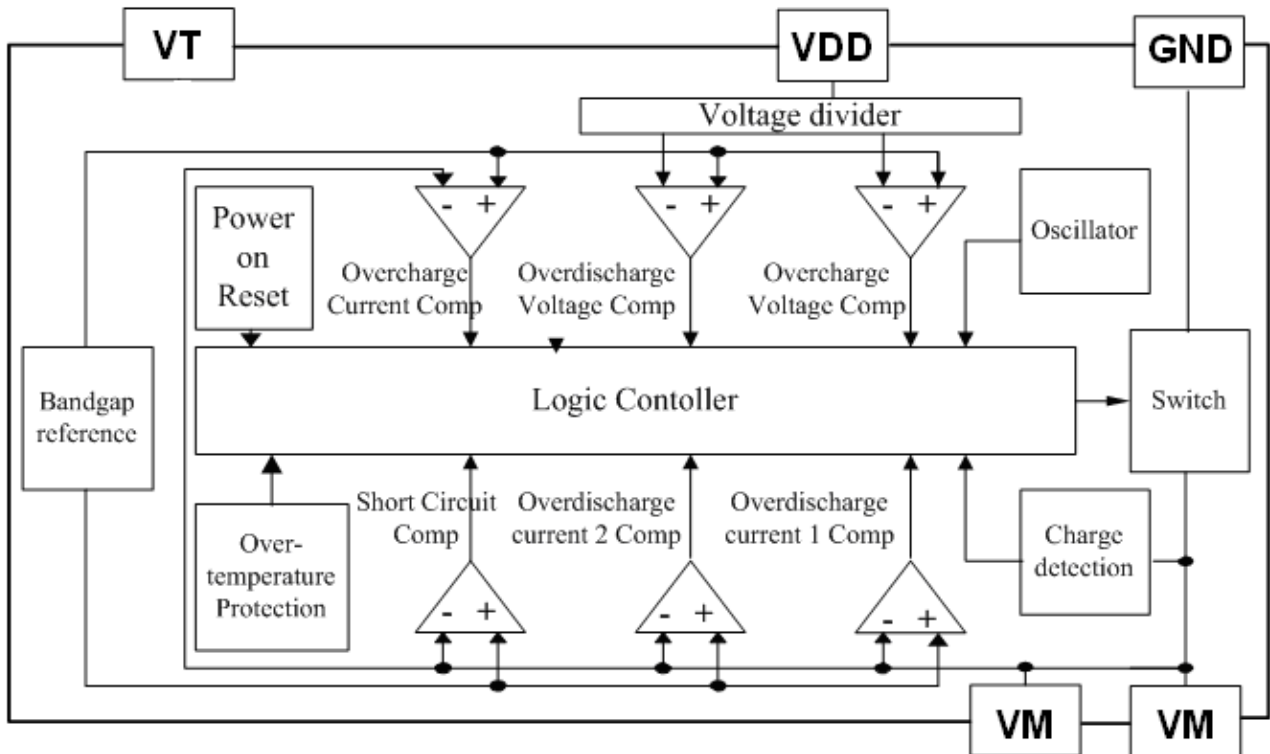 VT
VDD
GND
Voltage divider
- +
- +
- +
Power
on
Reset
Oscillator
Overcharge
Current Comp
Overdischarge
Voltage Comp
Overcharge
Voltage Comp
Bandgap
reference
Logic Contoller
Switch
Short Circuit
Comp
Overdischarge
current 2 Comp
Overdischarge
current 1 Comp
Over-
temperature
Protection
Charge
detection
- +
- +
- +
VM
VM